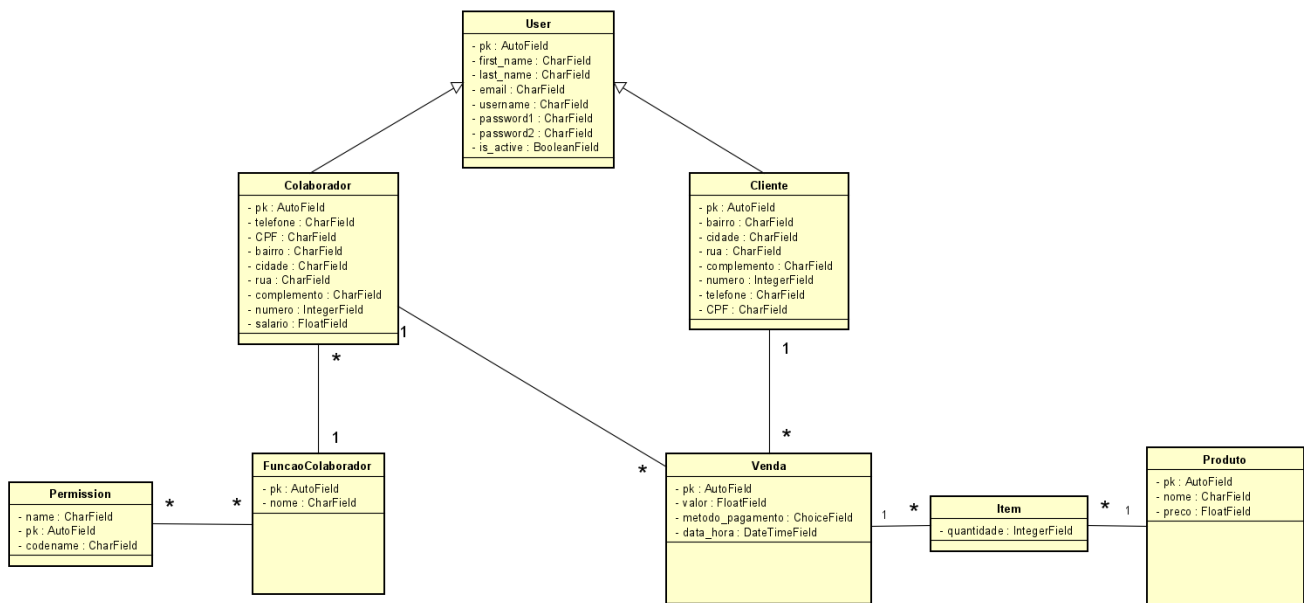 User
- pk : AutoField
- first_name : CharField
- last_name : CharField
- email : CharField
- username : CharField
- password1 : CharField
- password2 : CharField
- is_active : BooleanField
Colaborador
- pk : AutoField
- telefone : CharField
- CPF : CharField
- bairro : CharField
- cidade : CharField
- rua : CharField
- complemento : CharField
- numero : IntegerField
- salario : FloatField
Cliente
- pk : AutoField
- bairro : CharField
- cidade : CharField
- rua : CharField
- complemento : CharField
- numero : IntegerField
- telefone : CharField
- CPF : CharField
1
*
1
1
*
*
FuncaoColaborador
- pk : AutoField
- nome : CharField
Permission
- name : CharField
- pk : AutoField
- codename : CharField
*
*
Venda
- pk : AutoField
- valor : FloatField
- metodo_pagamento : ChoiceField
- data_hora : DateTimeField
1
*
Item
- quantidade : IntegerField
*
1
Produto
- pk : AutoField
- nome : CharField
- preco : FloatField